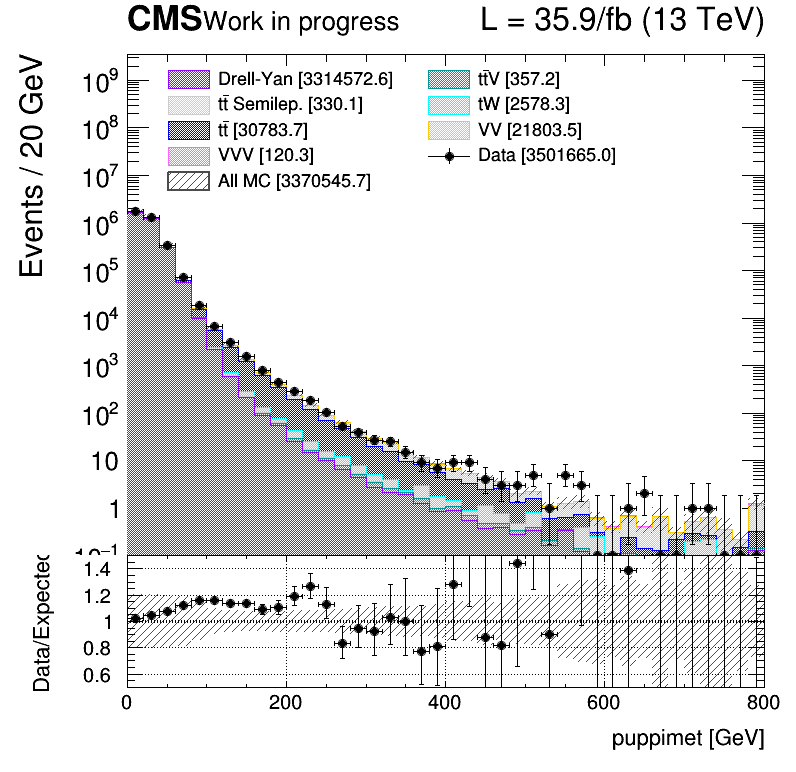 CMS Work in progress L = 35.9/fb (13 TeV)
Events / 20 GeV
Drell-Yan [3314572.6]
tt̄ Semilep. [330.1]
tt̄ [30783.7]
VVV [120.3]
All MC [3370545.7]
tt̄V [357.2]
tW [2578.3]
VV [21803.5]
Data [3501665.0]
10⁹
10⁸
10⁷
10⁶
10⁵
10⁴
10³
10²
10
1
10⁻¹
Data/Expected
1.4
1.2
1
0.8
0.6
0 200 400 600 800
puppimet [GeV]